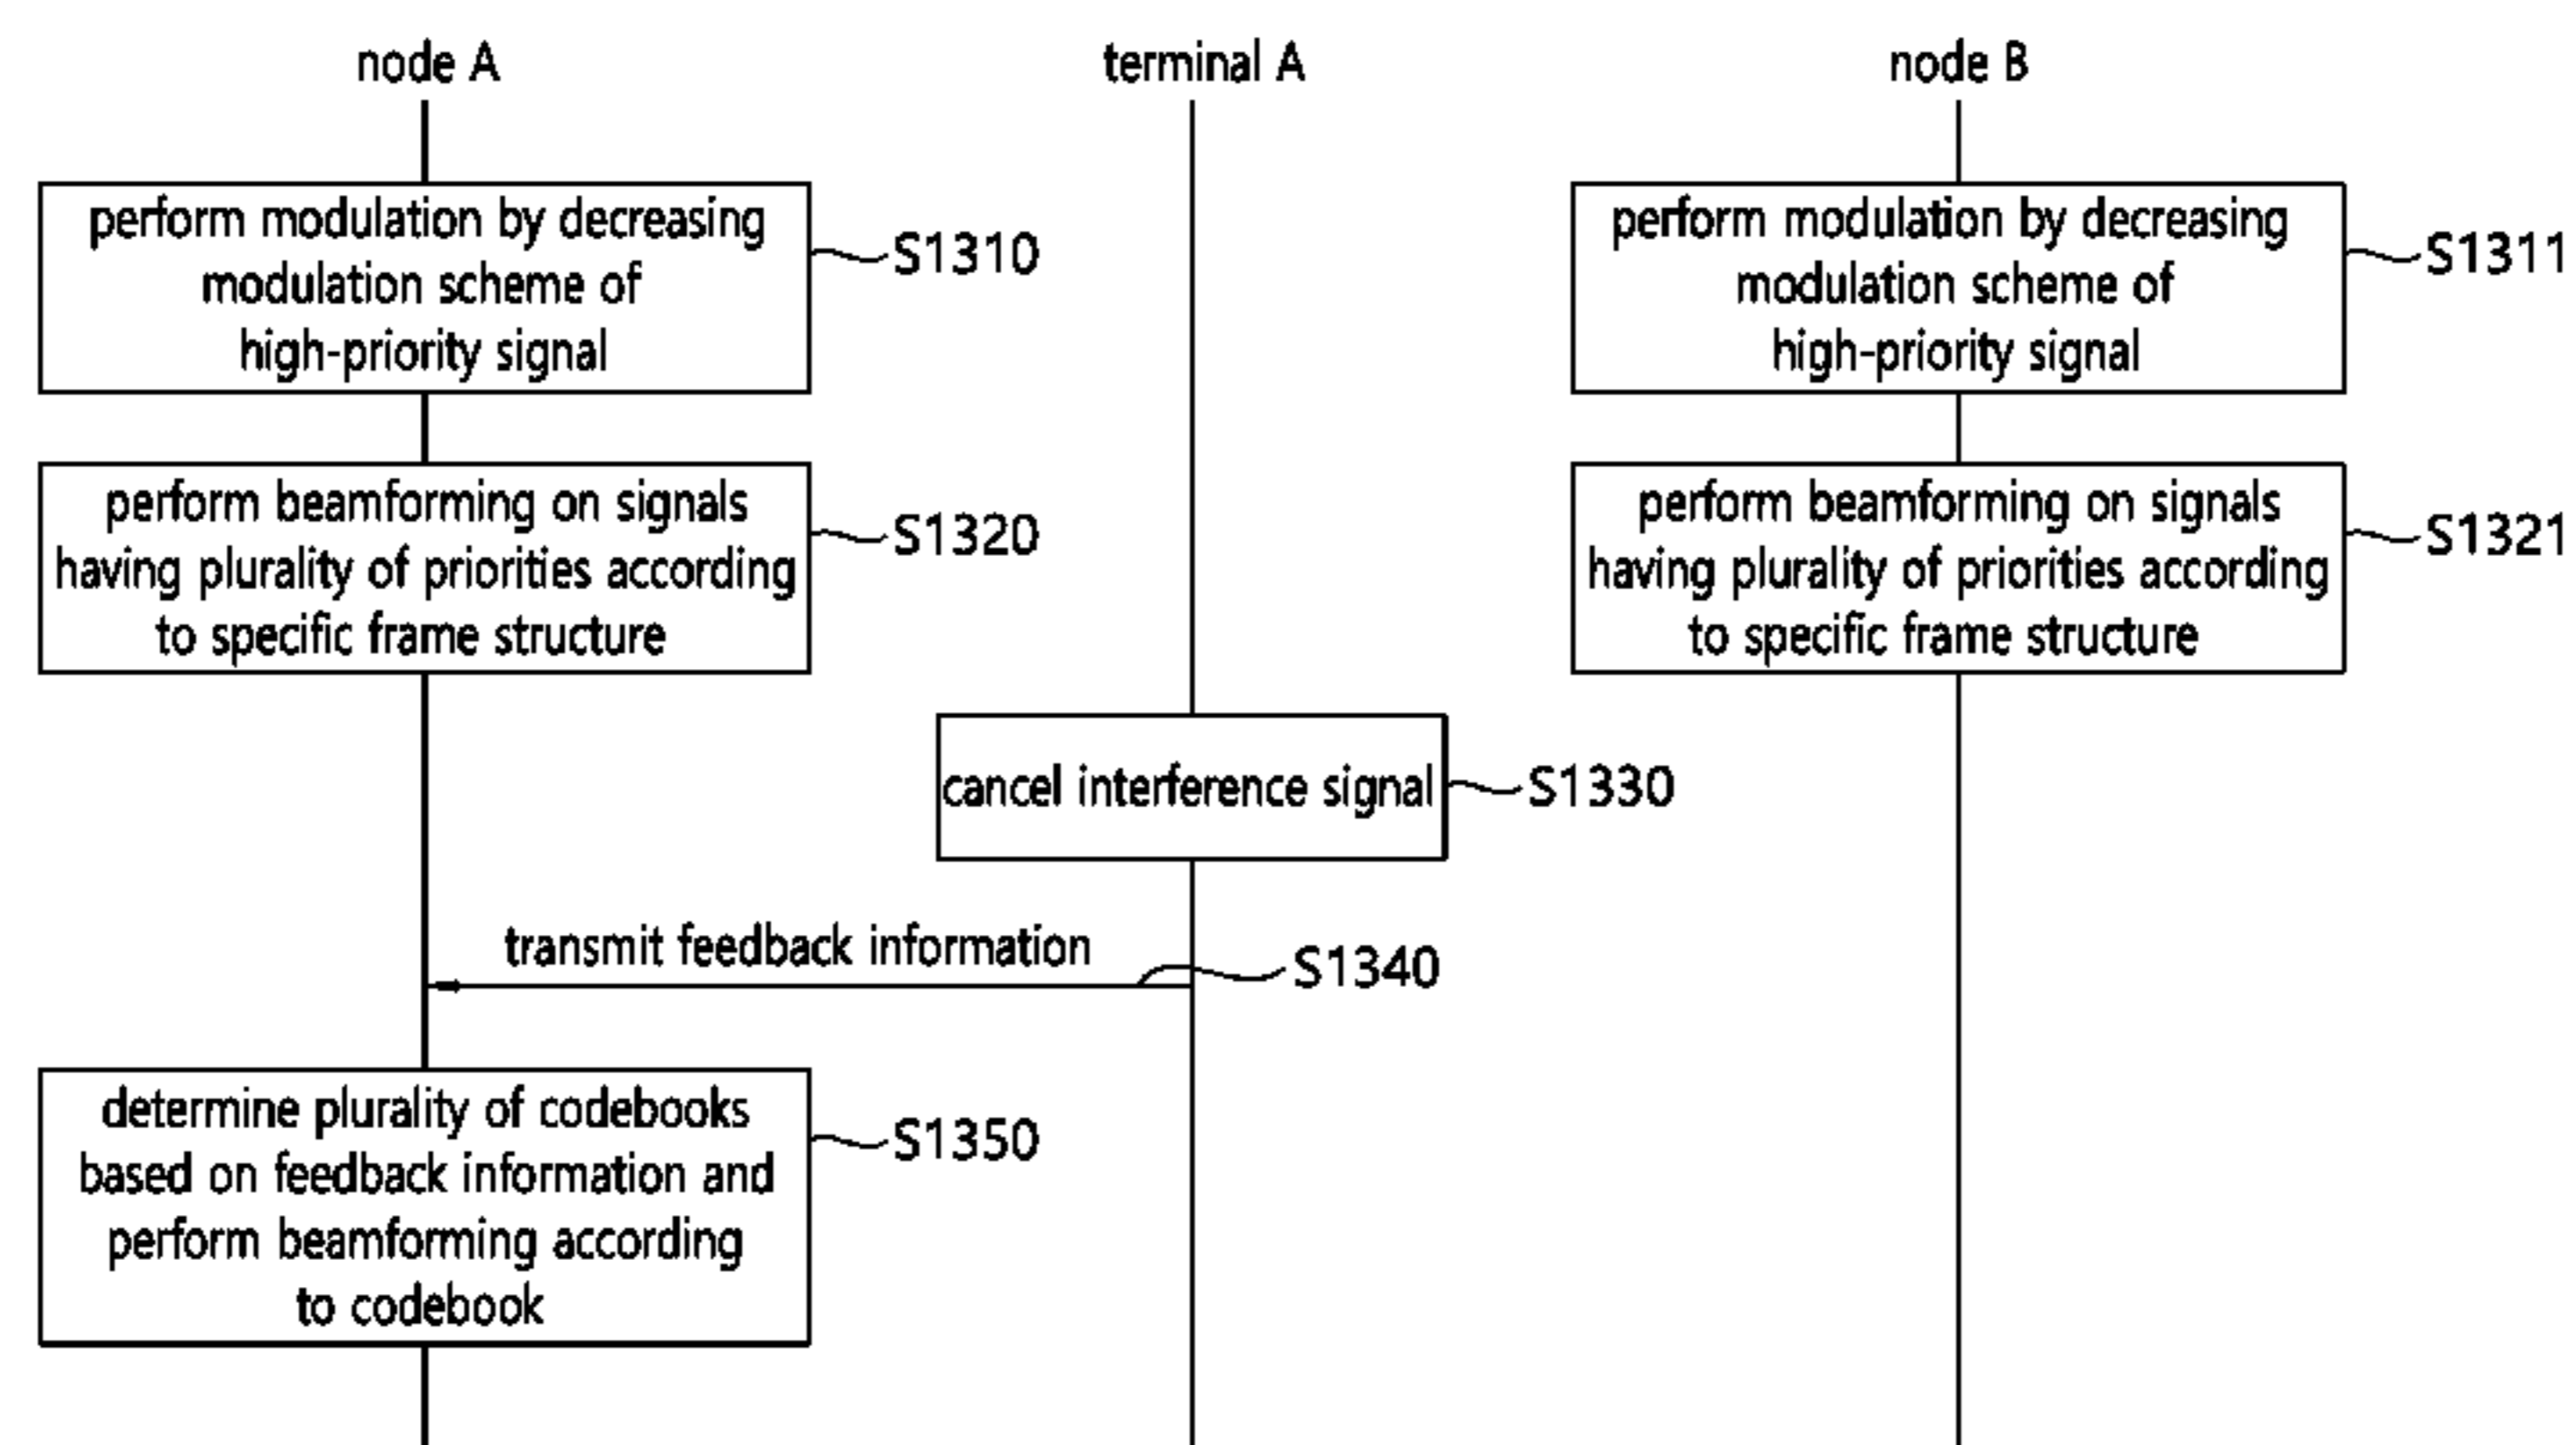 node A
terminal A
node B
perform modulation by decreasing
modulation scheme of
high-priority signal
S1310
perform modulation by decreasing
modulation scheme of
high-priority signal
S1311
perform beamforming on signals
having plurality of priorities according
to specific frame structure
S1320
perform beamforming on signals
having plurality of priorities according
to specific frame structure
S1321
cancel interference signal
S1330
transmit feedback information
S1340
determine plurality of codebooks
based on feedback information and
perform beamforming according
to codebook
S1350